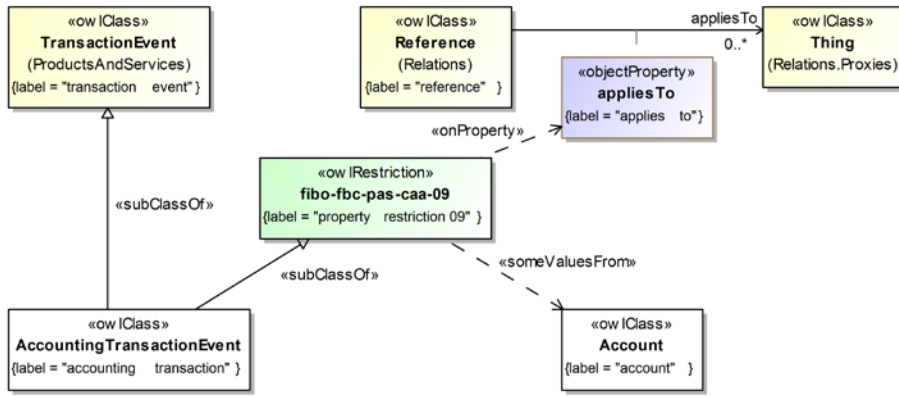 «owlClass»
TransactionEvent
(ProductsAndServices)
{label = "transaction event"}
«owlClass»
Reference
(Relations)
{label = "reference" }
appliesTo
0..*
«owlClass»
Thing
(Relations.Proxies)
«objectProperty»
appliesTo
{label = "applies to"}
«onProperty»
«owlRestriction»
fibo-fbc-pas-caa-09
{label = "property restriction 09" }
«subClassOf»
«subClassOf»
«someValuesFrom»
«owlClass»
AccountingTransactionEvent
{label = "accounting transaction" }
«owlClass»
Account
{label = "account" }